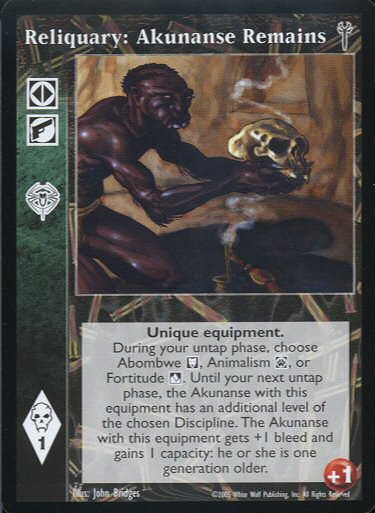 Reliquary: Akunanse Remains
Unique equipment.
During your untap phase, choose
Abombwe, Animalism, or
Fortitude. Until your next untap
phase, the Akunanse with this
equipment has an additional level of
the chosen Discipline. The Akunanse
with this equipment gets +1 bleed and
gains 1 capacity: he or she is one
generation older.
1
+1
Illus: John Bridges
©2005 White Wolf Publishing, Inc. All Rights Reserved